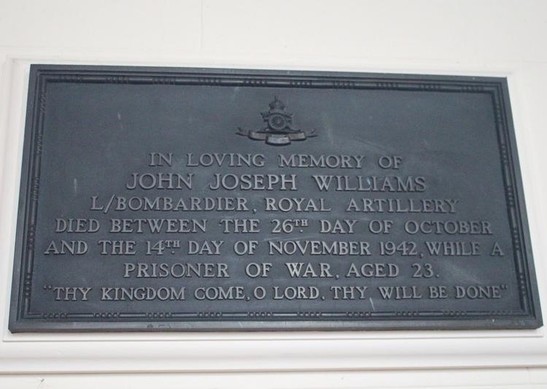 IN LOVING MEMORY OF
JOHN JOSEPH WILLIAMS
L/BOMBARDIER, ROYAL ARTILLERY
DIED BETWEEN THE 26TH DAY OF OCTOBER
AND THE 14TH DAY OF NOVEMBER 1942, WHILE A
PRISONER OF WAR, AGED 23.
"THY KINGDOM COME, O LORD, THY WILL BE DONE"